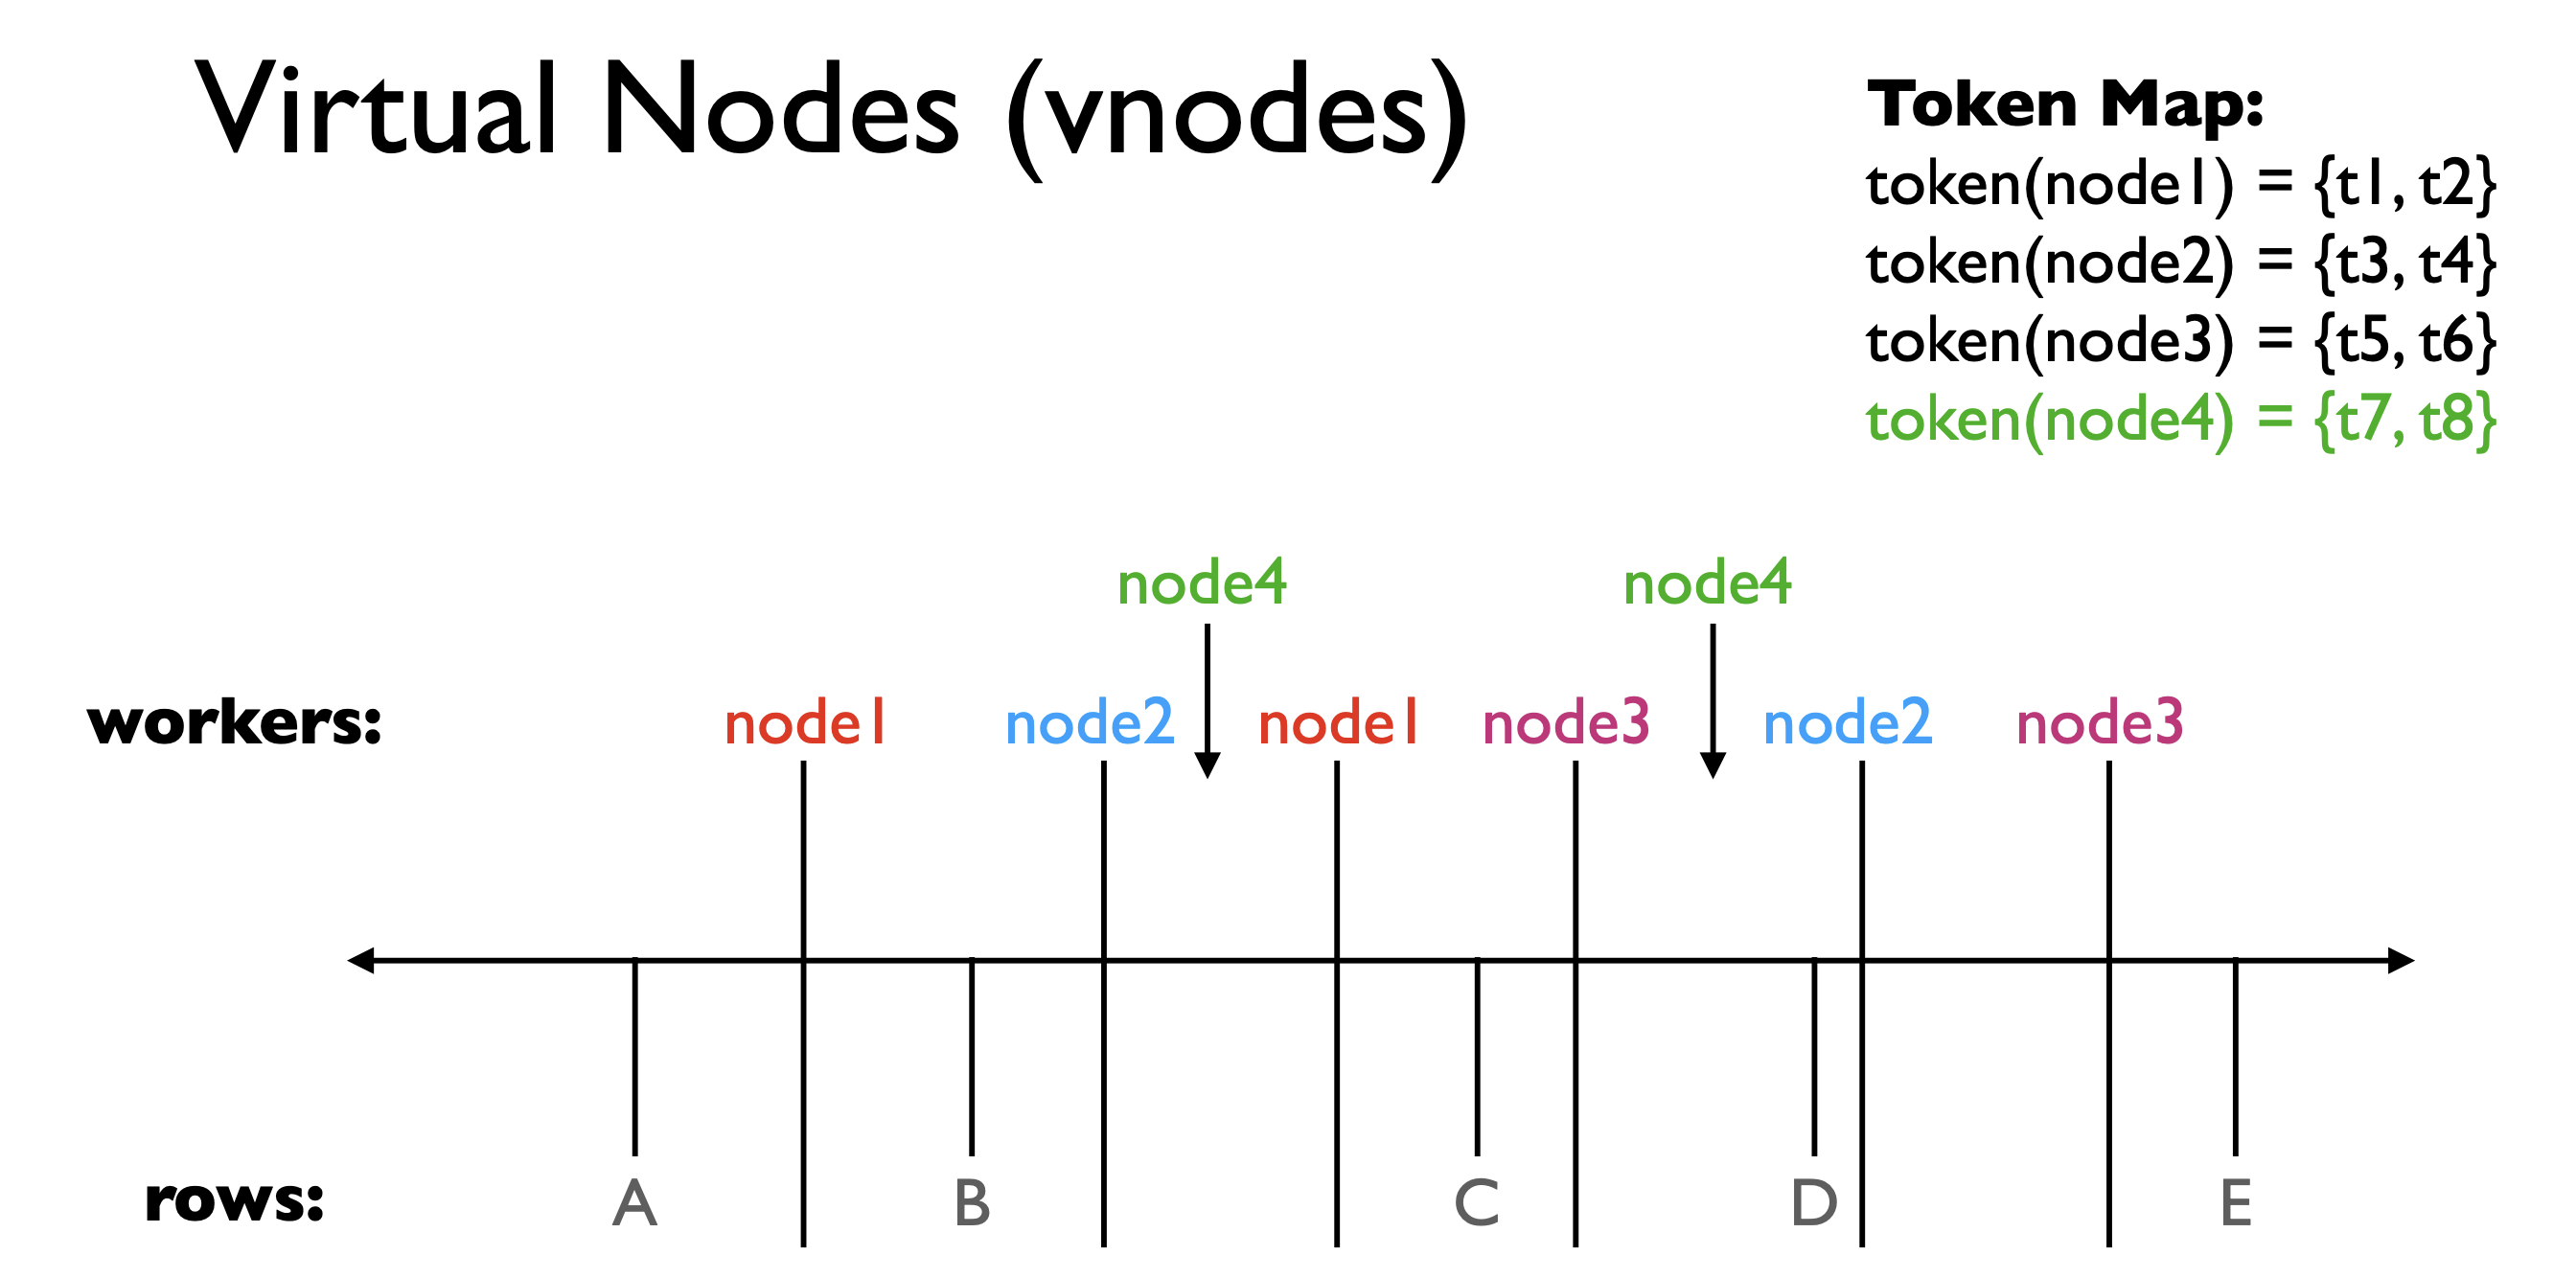 Virtual Nodes (vnodes)
Token Map:
token(node1) = {t1, t2}
token(node2) = {t3, t4}
token(node3) = {t5, t6}
token(node4) = {t7, t8}
node4 node4
workers: node1 node2 node1 node3 node2 node3
rows: A B C D E